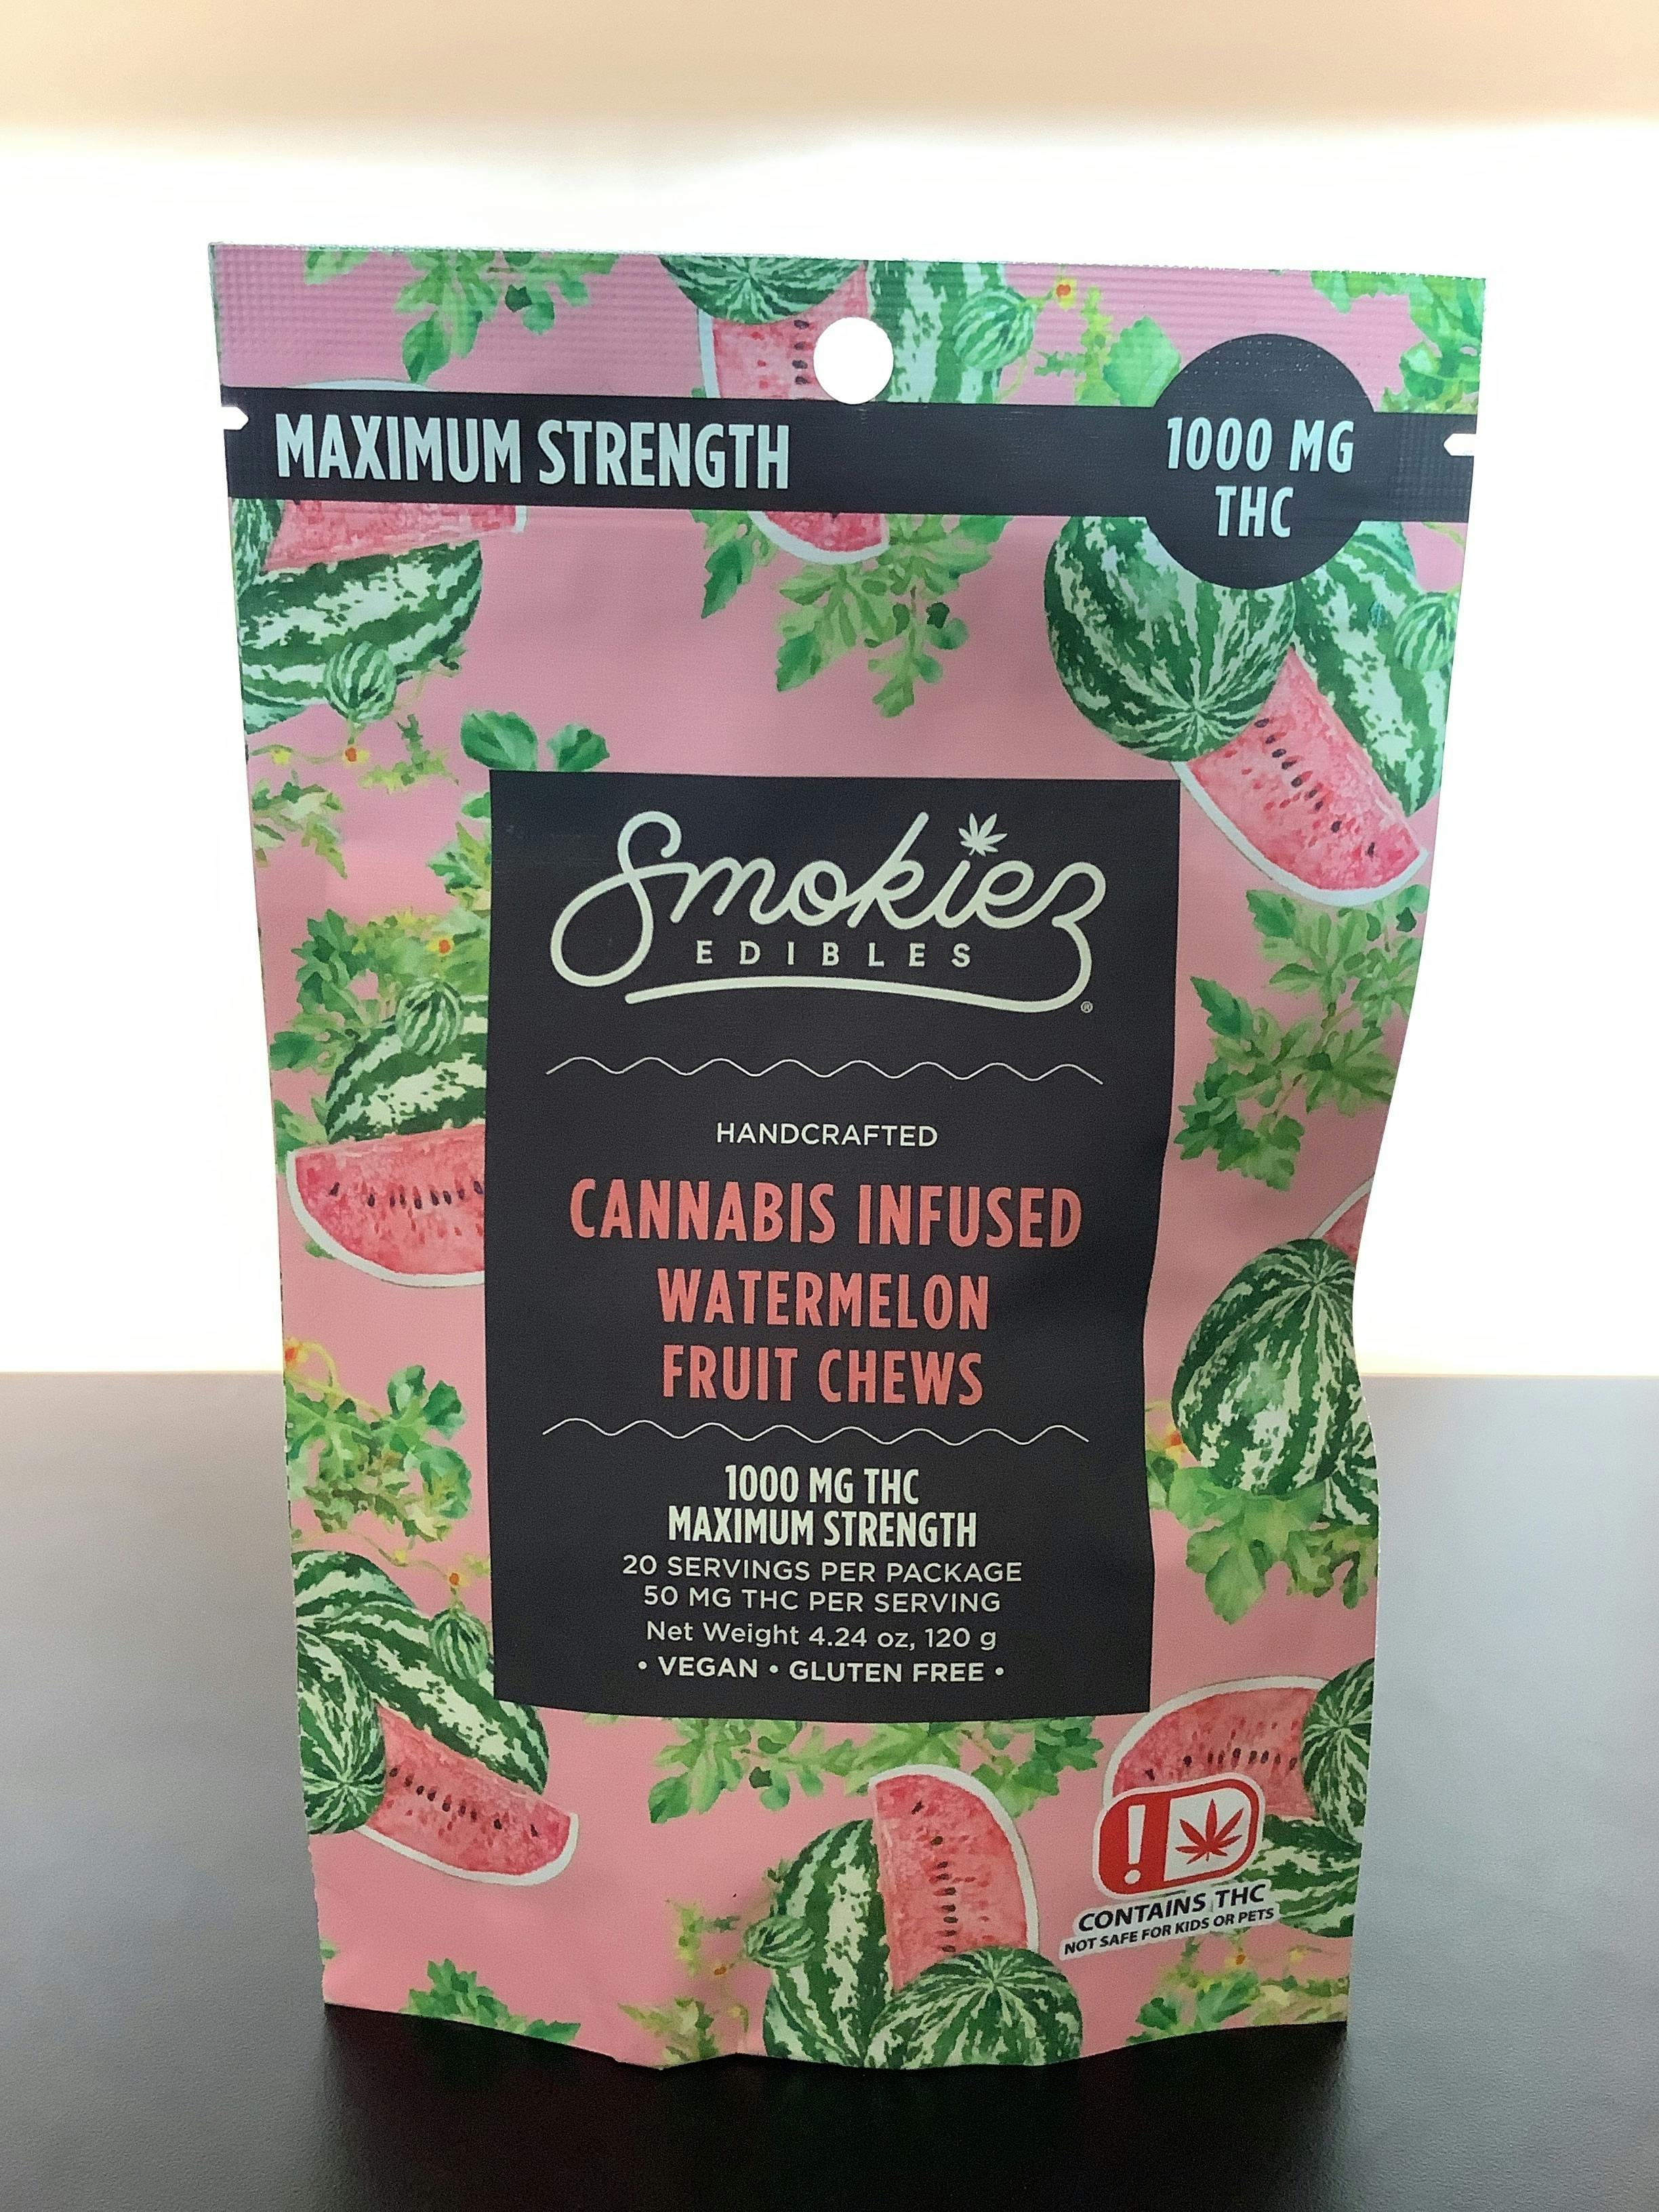 MAXIMUM STRENGTH
1000 MG
THC
Smokiez
EDIBLES
®
HANDCRAFTED
CANNABIS INFUSED
WATERMELON
FRUIT CHEWS
1000 MG THC
MAXIMUM STRENGTH
20 SERVINGS PER PACKAGE
50 MG THC PER SERVING
Net Weight 4.24 oz, 120 g
• VEGAN • GLUTEN FREE •
!
CONTAINS THC
NOT SAFE FOR KIDS OR PETS